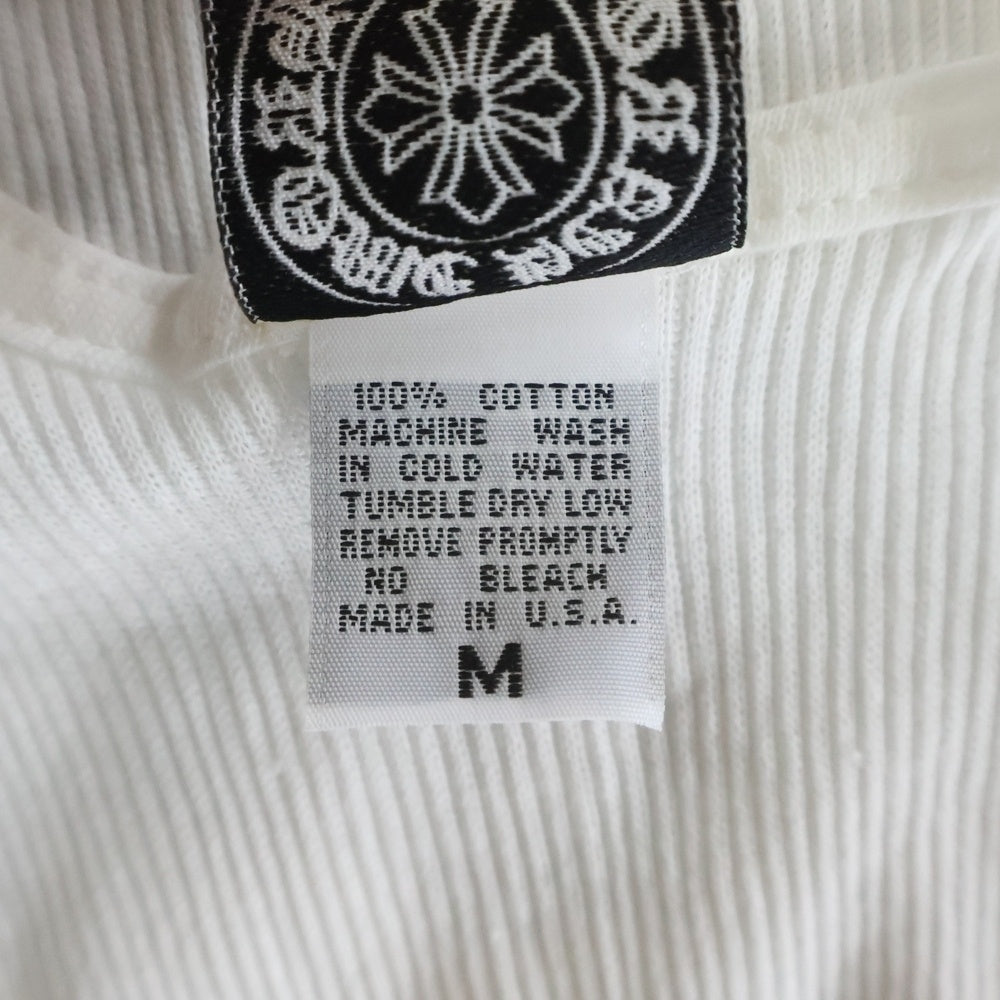 100% COTTON
MACHINE WASH
IN COLD WATER
TUMBLE DRY LOW
REMOVE PROMPTLY
NO BLEACH
MADE IN U.S.A.
M